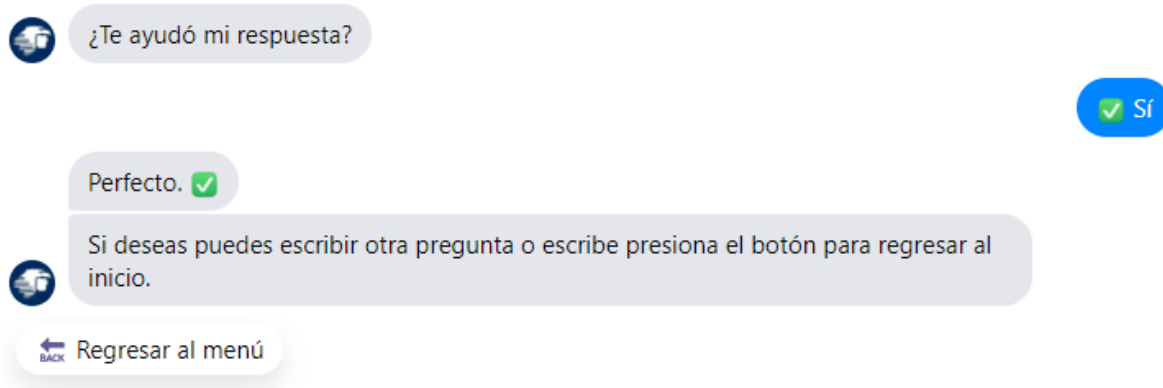 ¿Te ayudó mi respuesta?
✅ Sí
Perfecto. ✅
Si deseas puedes escribir otra pregunta o escribe presiona el botón para regresar al
inicio.
🔙 Regresar al menú